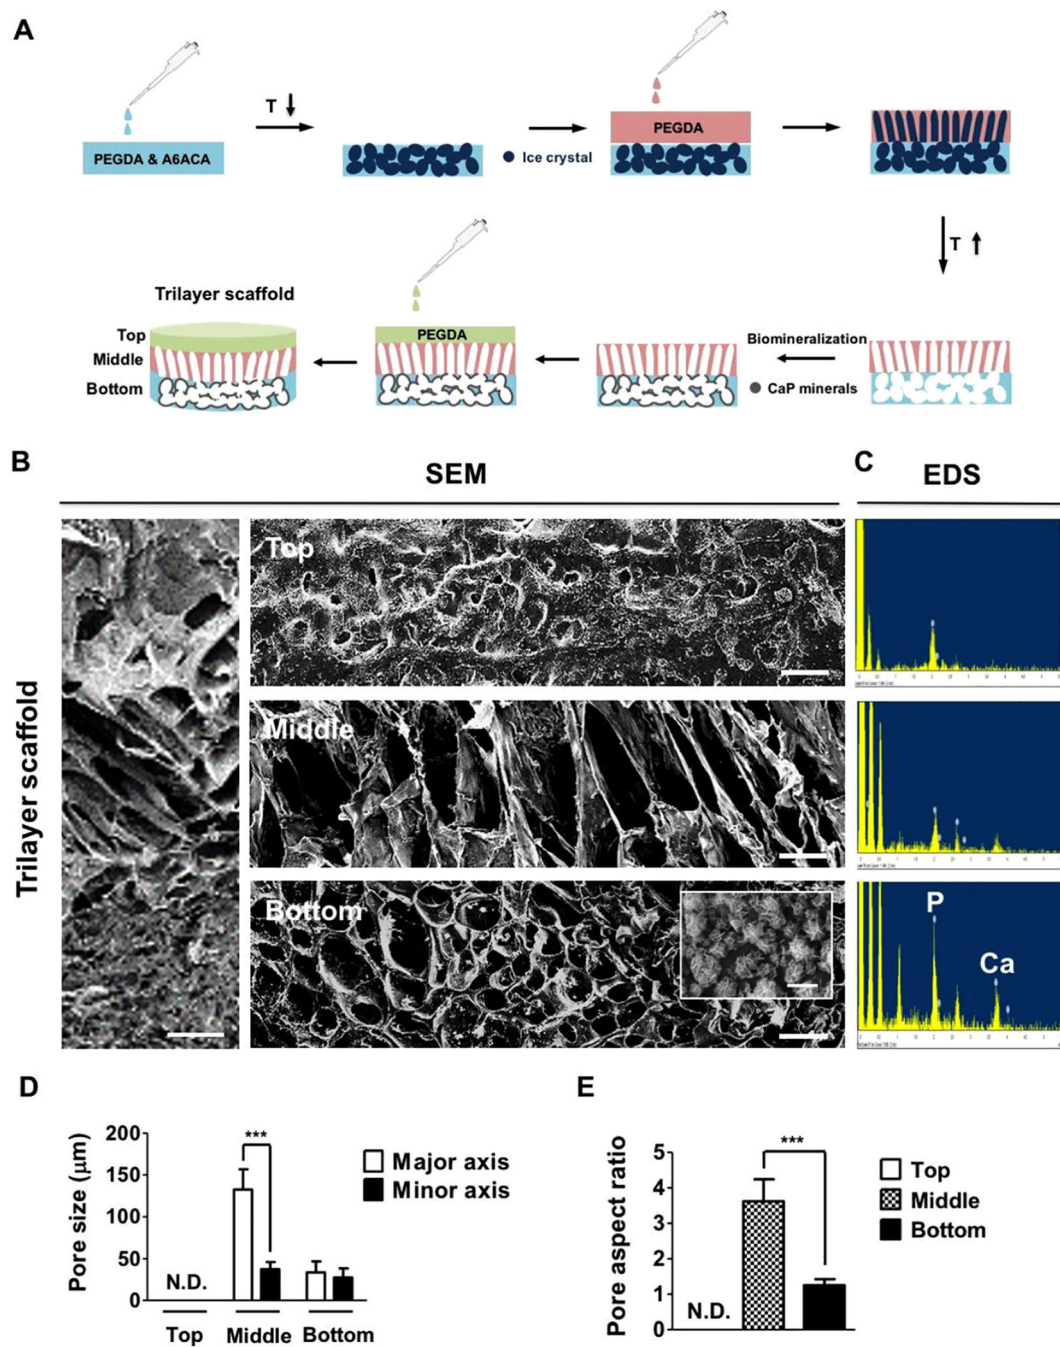 A
T
PEGDA & A6ACA
Ice crystal
PEGDA
T
Trilayer scaffold
Top
Middle
Bottom
PEGDA
Biomineralization
CaP minerals
B
SEM
C
EDS
Trilayer scaffold
Top
Middle
Bottom
P
Ca
D
Pore size (μm)
200
150
100
50
0
***
N.D.
Top
Middle
Bottom
Major axis
Minor axis
E
Pore aspect ratio
5
4
3
2
1
0
***
N.D.
Top
Middle
Bottom